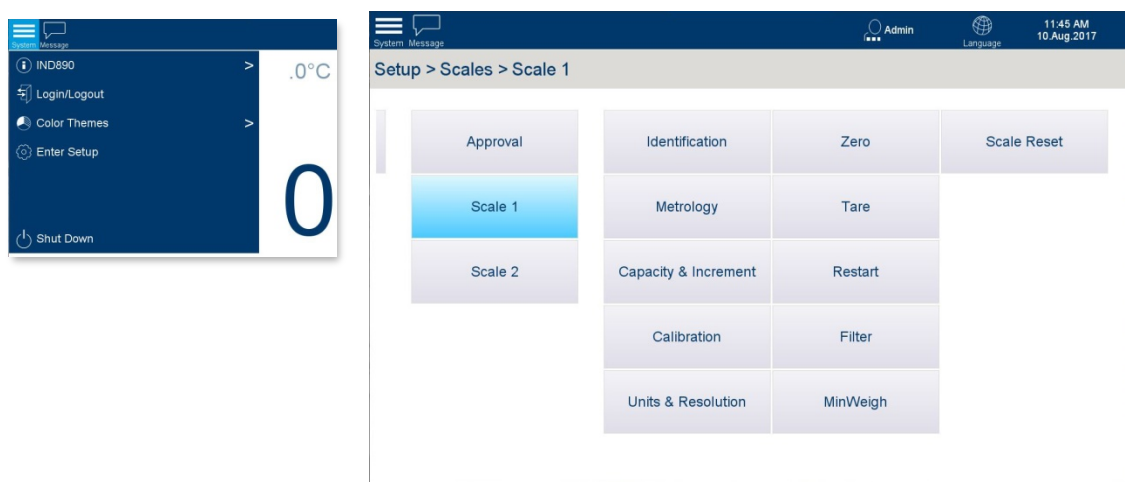 System Message
IND890 >
.0°C
Login/Logout
Color Themes >
Enter Setup
0
Shut Down
System Message
Admin
Language
11:45 AM
10.Aug.2017
Setup > Scales > Scale 1
Approval Identification Zero Scale Reset
Scale 1 Metrology Tare
Scale 2 Capacity & Increment Restart
Calibration Filter
Units & Resolution MinWeigh